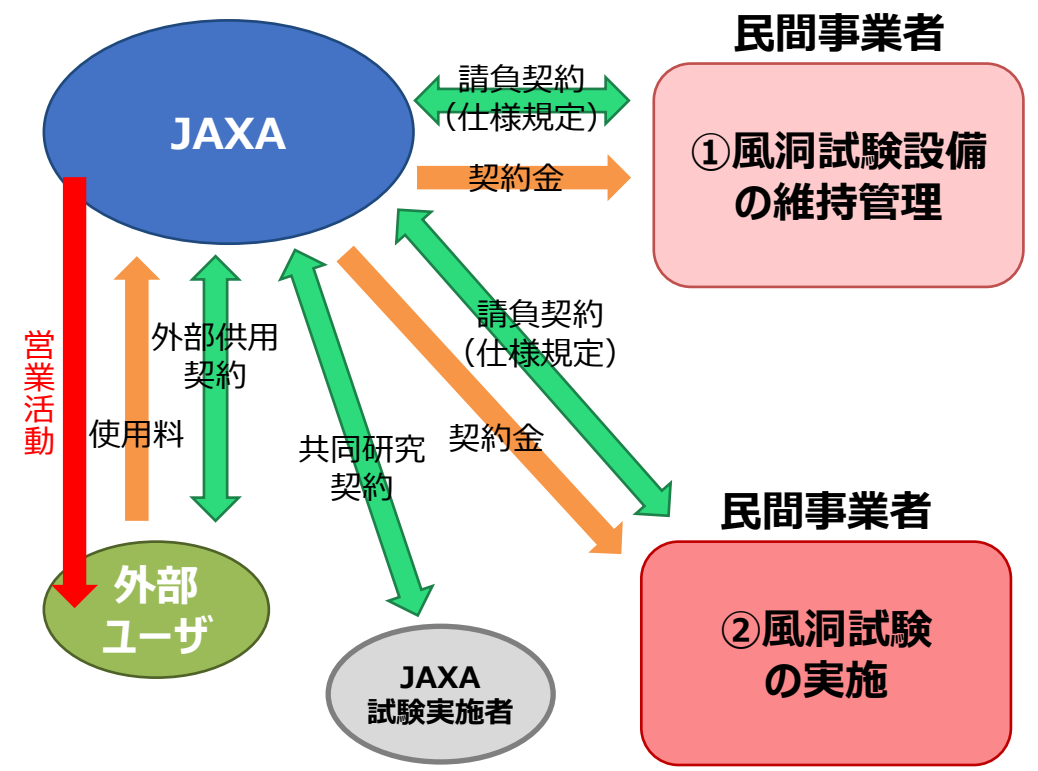 民間事業者
JAXA
請負契約
（仕様規定）
契約金
①風洞試験設備
の維持管理
営業活動
使用料
外部供用
契約
共同研究
契約
契約金
請負契約
（仕様規定）
民間事業者
②風洞試験
の実施
外部
ユーザ
JAXA
試験実施者